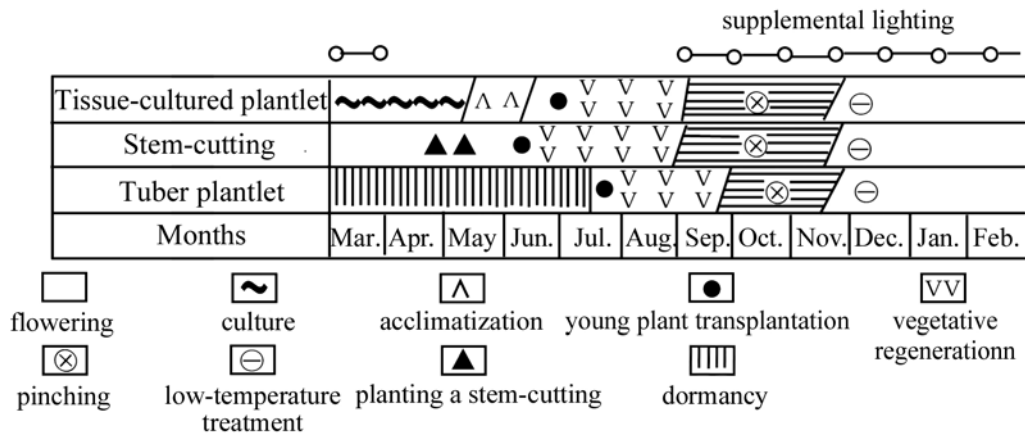 supplemental lighting
Tissue-cultured plantlet
V V V
V V V
Stem-cutting
V V V V
V V V V
Tuber plantlet
V V V
V V V
Months Mar. Apr. May Jun. Jul. Aug. Sep. Oct. Nov. Dec. Jan. Feb.
VV
flowering culture acclimatization young plant transplantation vegetative
regenerationn
pinching low-temperature planting a stem-cutting dormancy
treatment